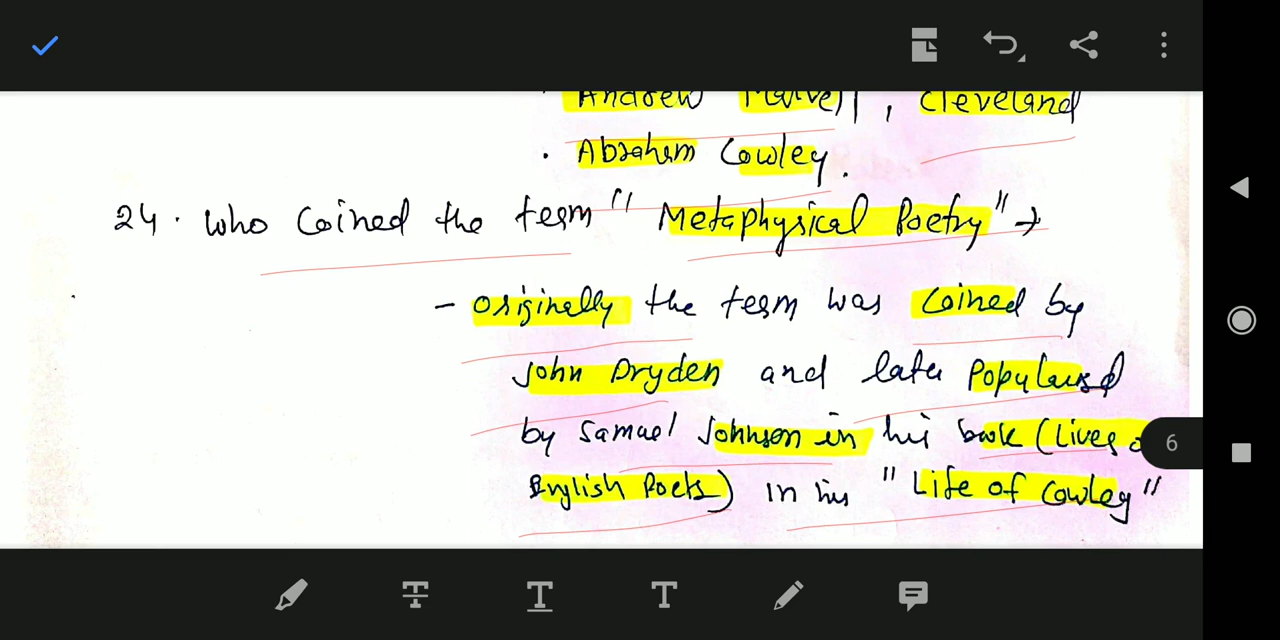 Andrew Marvell, Cleveland
· Abraham Cowley.
24. Who Coined the term "Metaphysical Poetry" →
- Originally the term was Coined by
John Dryden and later Popularised
by Samuel Johnson in his book (Lives
English Poets) in his "Life of Cowley"
6